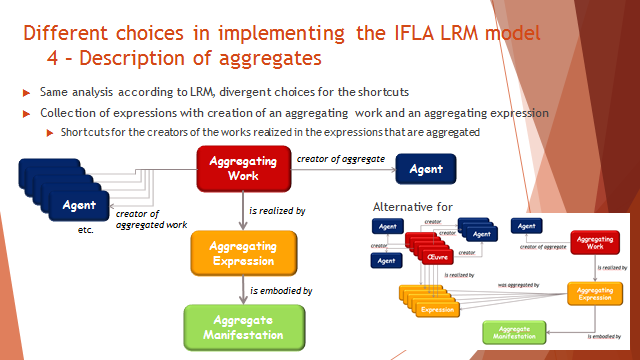 Different choices in implementing the IFLA LRM model
4 – Description of aggregates
Same analysis according to LRM, divergent choices for the shortcuts
Collection of expressions with creation of an aggregating work and an aggregating expression
Shortcuts for the creators of the works realized in the expressions that are aggregated
Aggregating
Work
creator of aggregate
Agent
Agent
etc.
creator of
aggregated work
is realized by
Aggregating
Expression
is embodied by
Aggregate
Manifestation
Alternative for
Agent
creator
Agent
Agent
creator
creator
Œuvre
Agent
creator of aggregate
Aggregating
Work
is realized by
is realized by
was aggregated by
Expression
Aggregating
Expression
is embodied by
Aggregate
Manifestation